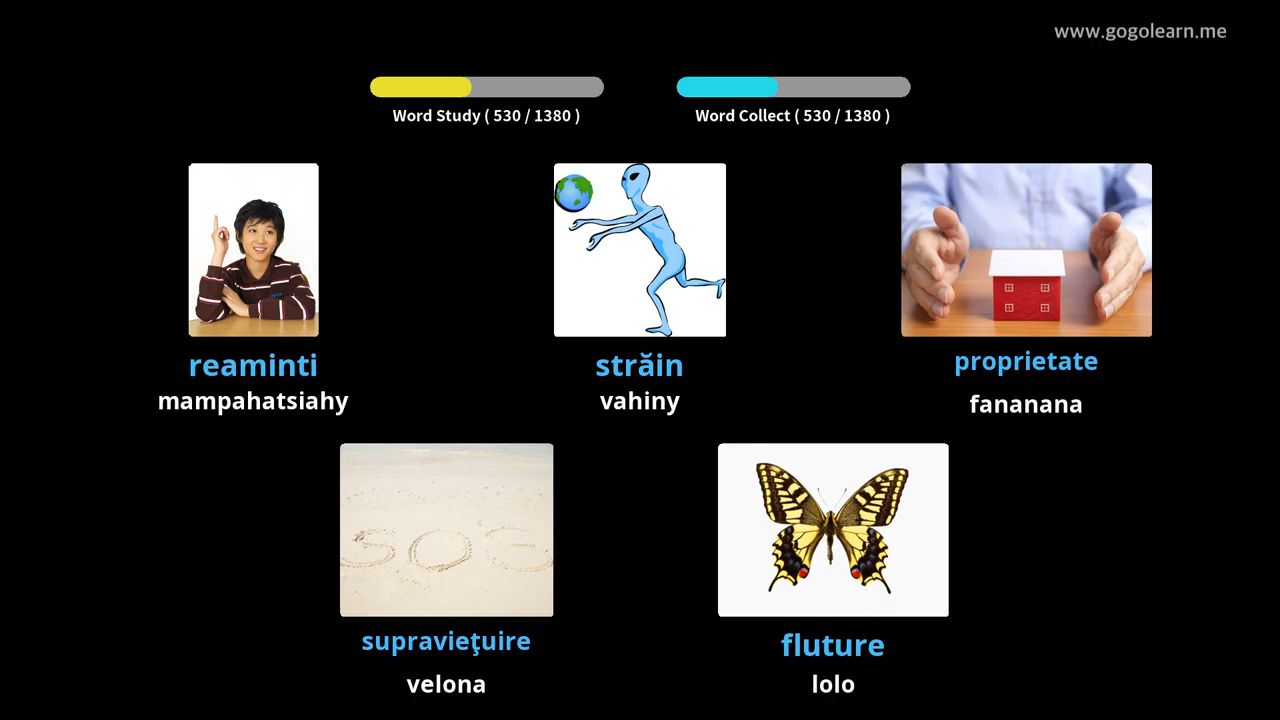 www.gogolearn.me
Word Study ( 530 / 1380 )
Word Collect ( 530 / 1380 )
reaminti
mampahatsiahy
străin
vahiny
proprietate
fananana
SOS
supravieţuire
velona
fluture
lolo